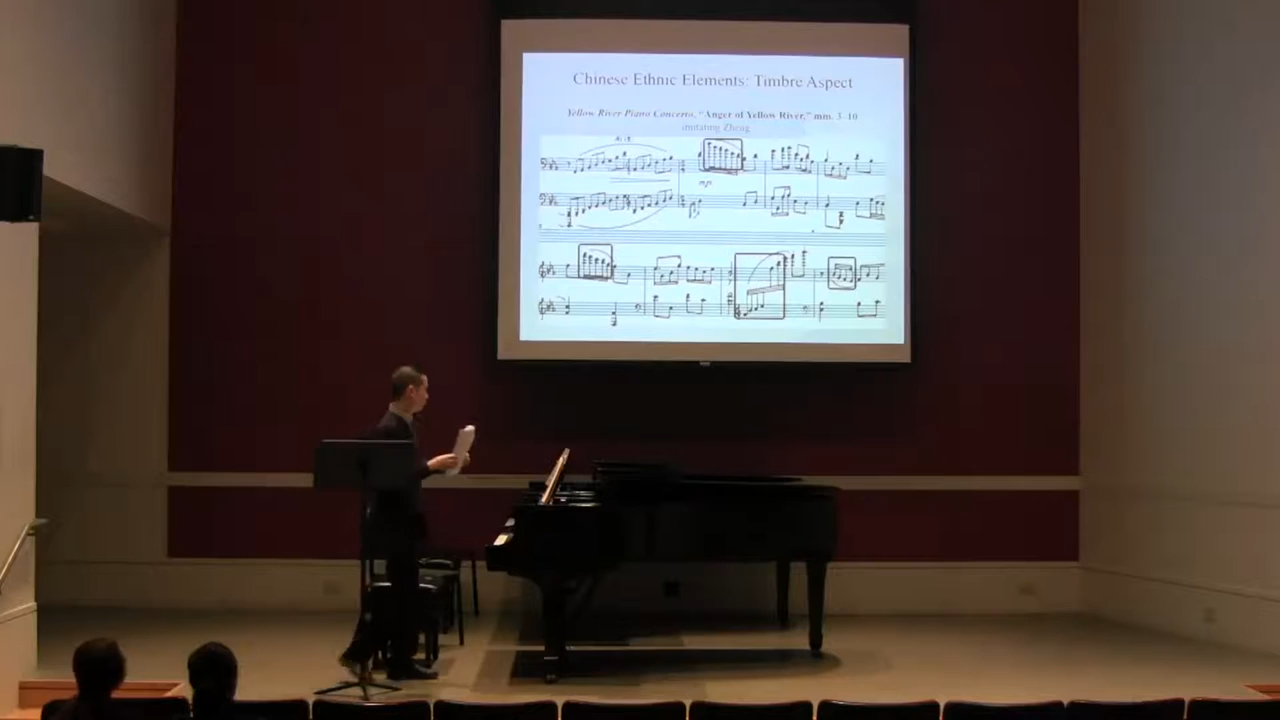 Chinese Ethnic Elements: Timbre Aspect
Yellow River Piano Concerto, "Anger of Yellow River," mm. 3–10
imitating Zheng